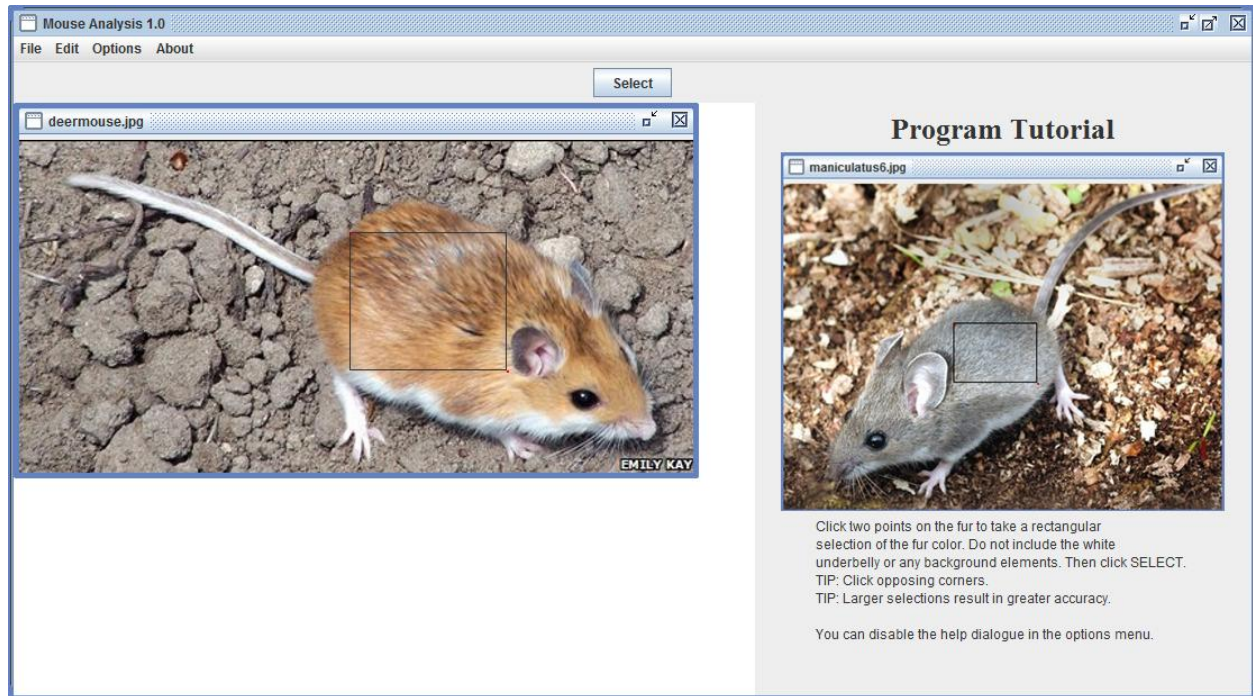 Mouse Analysis 1.0
File Edit Options About
Select
deermouse.jpg
EMILY KAY
Program Tutorial
maniculatus6.jpg
Click two points on the fur to take a rectangular
selection of the fur color. Do not include the white
underbelly or any background elements. Then click SELECT.
TIP: Click opposing corners.
TIP: Larger selections result in greater accuracy.
You can disable the help dialogue in the options menu.